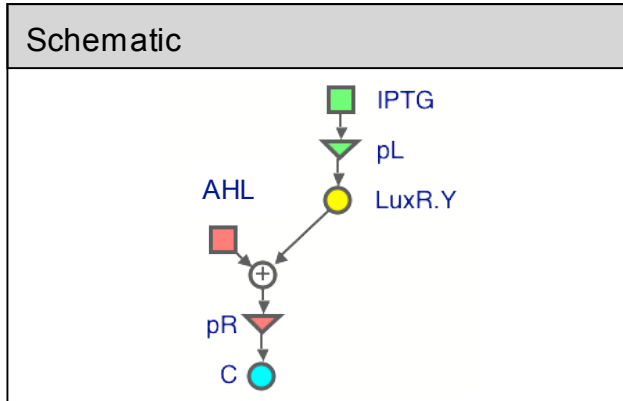 Schematic
IPTG
pL
AHL
LuxR.Y
+
pR
C